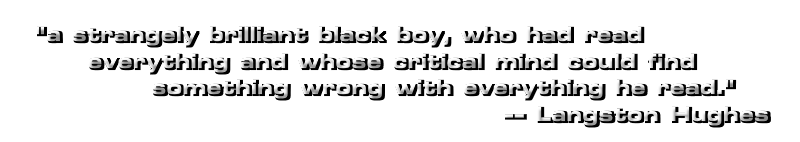 "a strangely brilliant black boy, who had read
everything and whose critical mind could find
something wrong with everything he read."
-- Langston Hughes